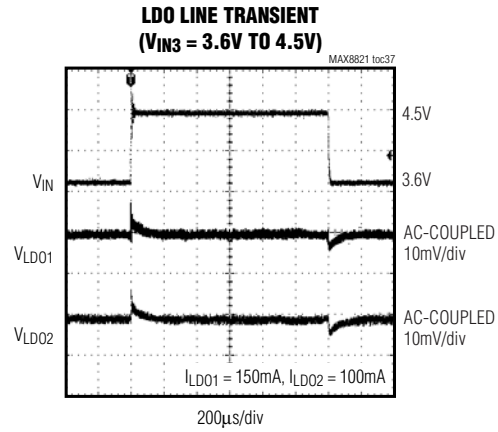 LDO LINE TRANSIENT
(VIN3 = 3.6V TO 4.5V)
MAX8821 toc37
4.5V
VIN
3.6V
VLDO1
AC-COUPLED
10mV/div
VLDO2
AC-COUPLED
10mV/div
ILDO1 = 150mA, ILDO2 = 100mA
200µs/div